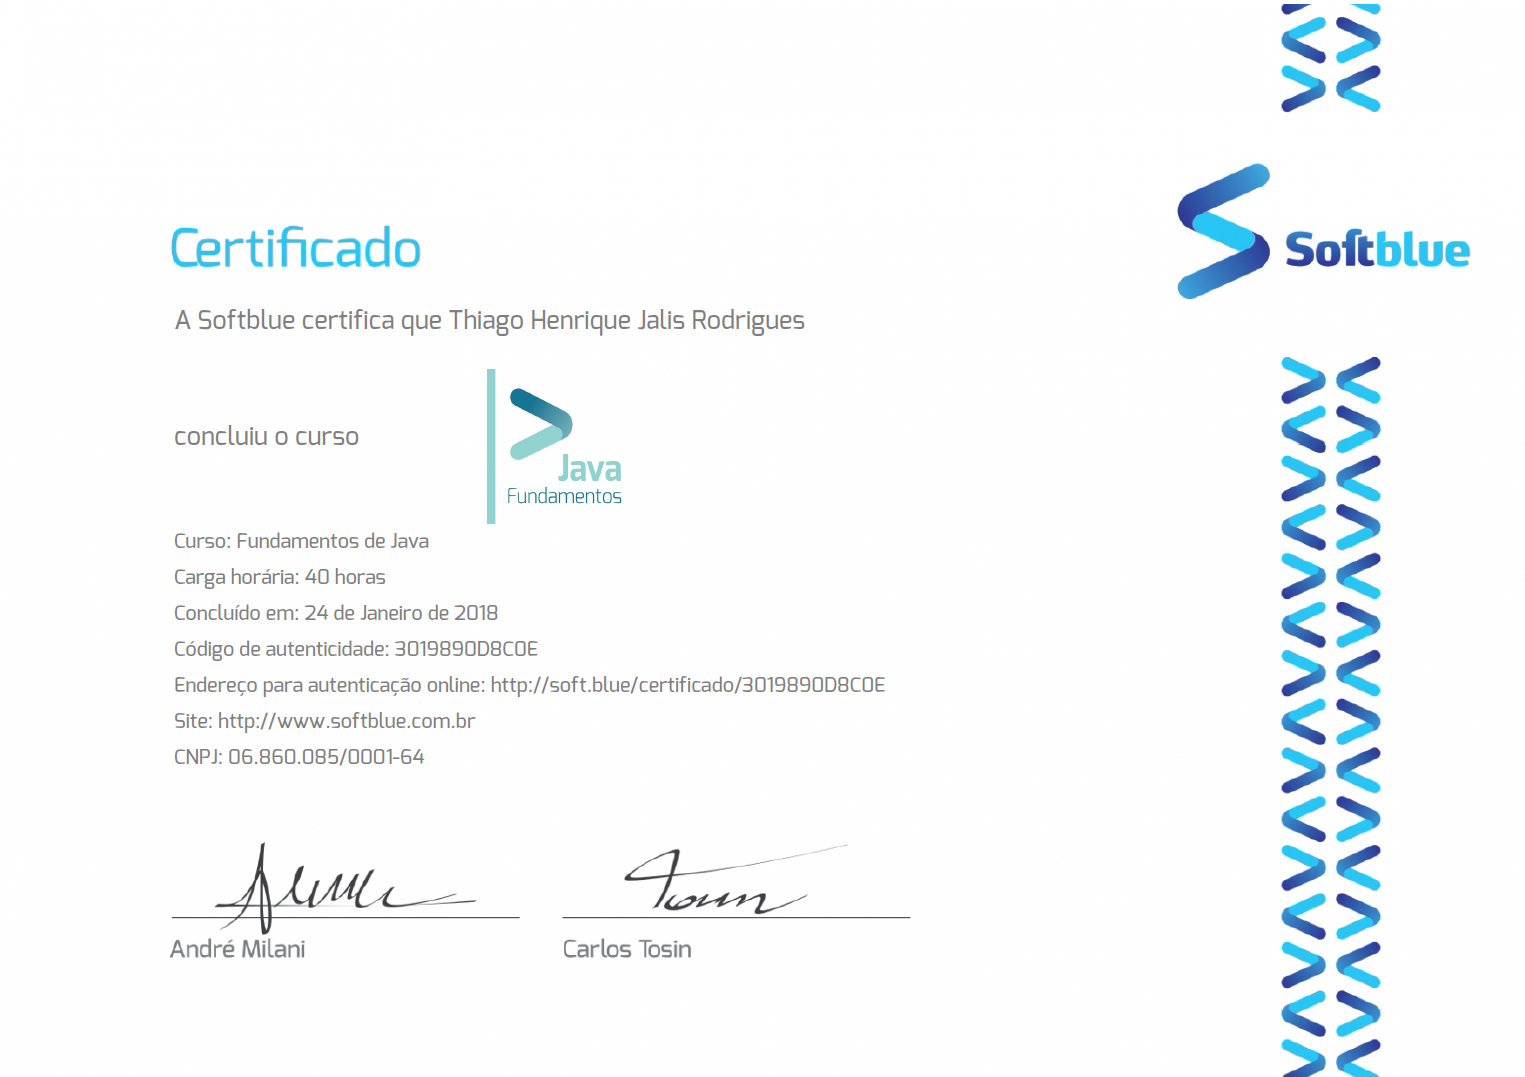 Softblue
Certificado
A Softblue certifica que Thiago Henrique Jalis Rodrigues
concluiu o curso
Java
Fundamentos
Curso: Fundamentos de Java
Carga horária: 40 horas
Concluído em: 24 de Janeiro de 2018
Código de autenticidade: 3019890D8C0E
Endereço para autenticação online: http://soft.blue/certificado/3019890D8C0E
Site: http://www.softblue.com.br
CNPJ: 06.860.085/0001-64
André Milani
Carlos Tosin